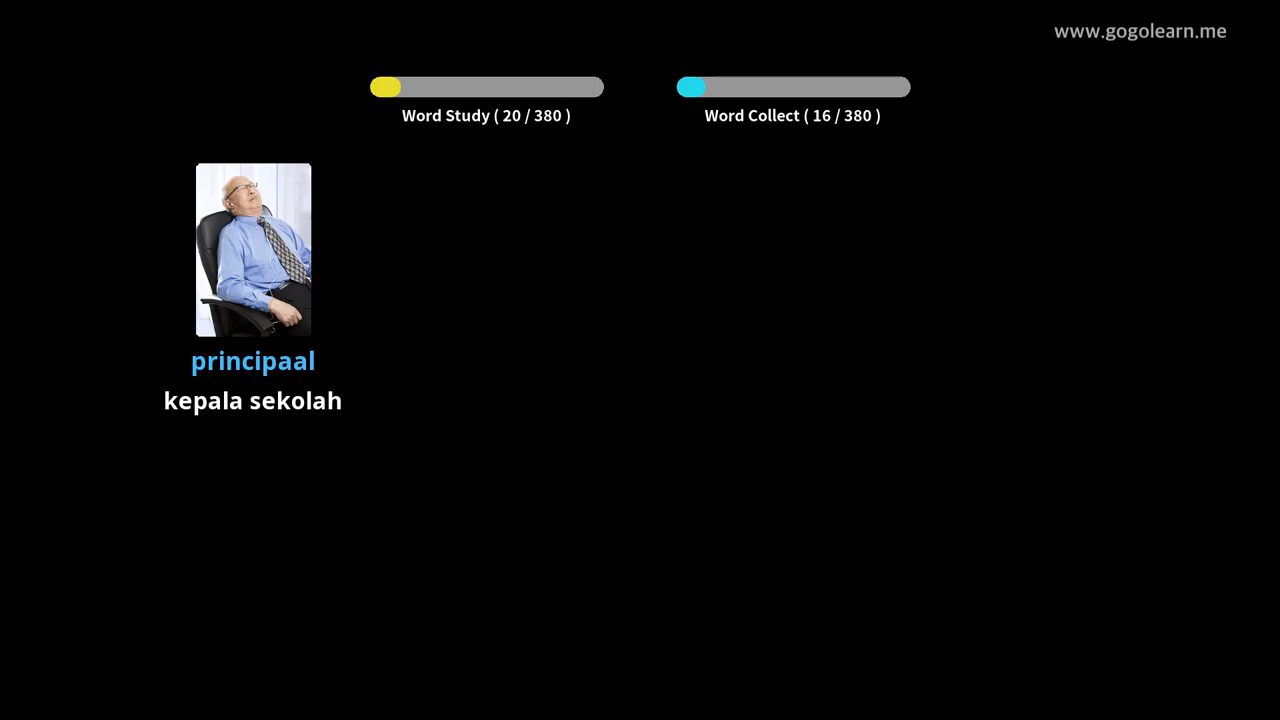 www.gogolearn.me
Word Study ( 20 / 380 )
Word Collect ( 16 / 380 )
principaal
kepala sekolah